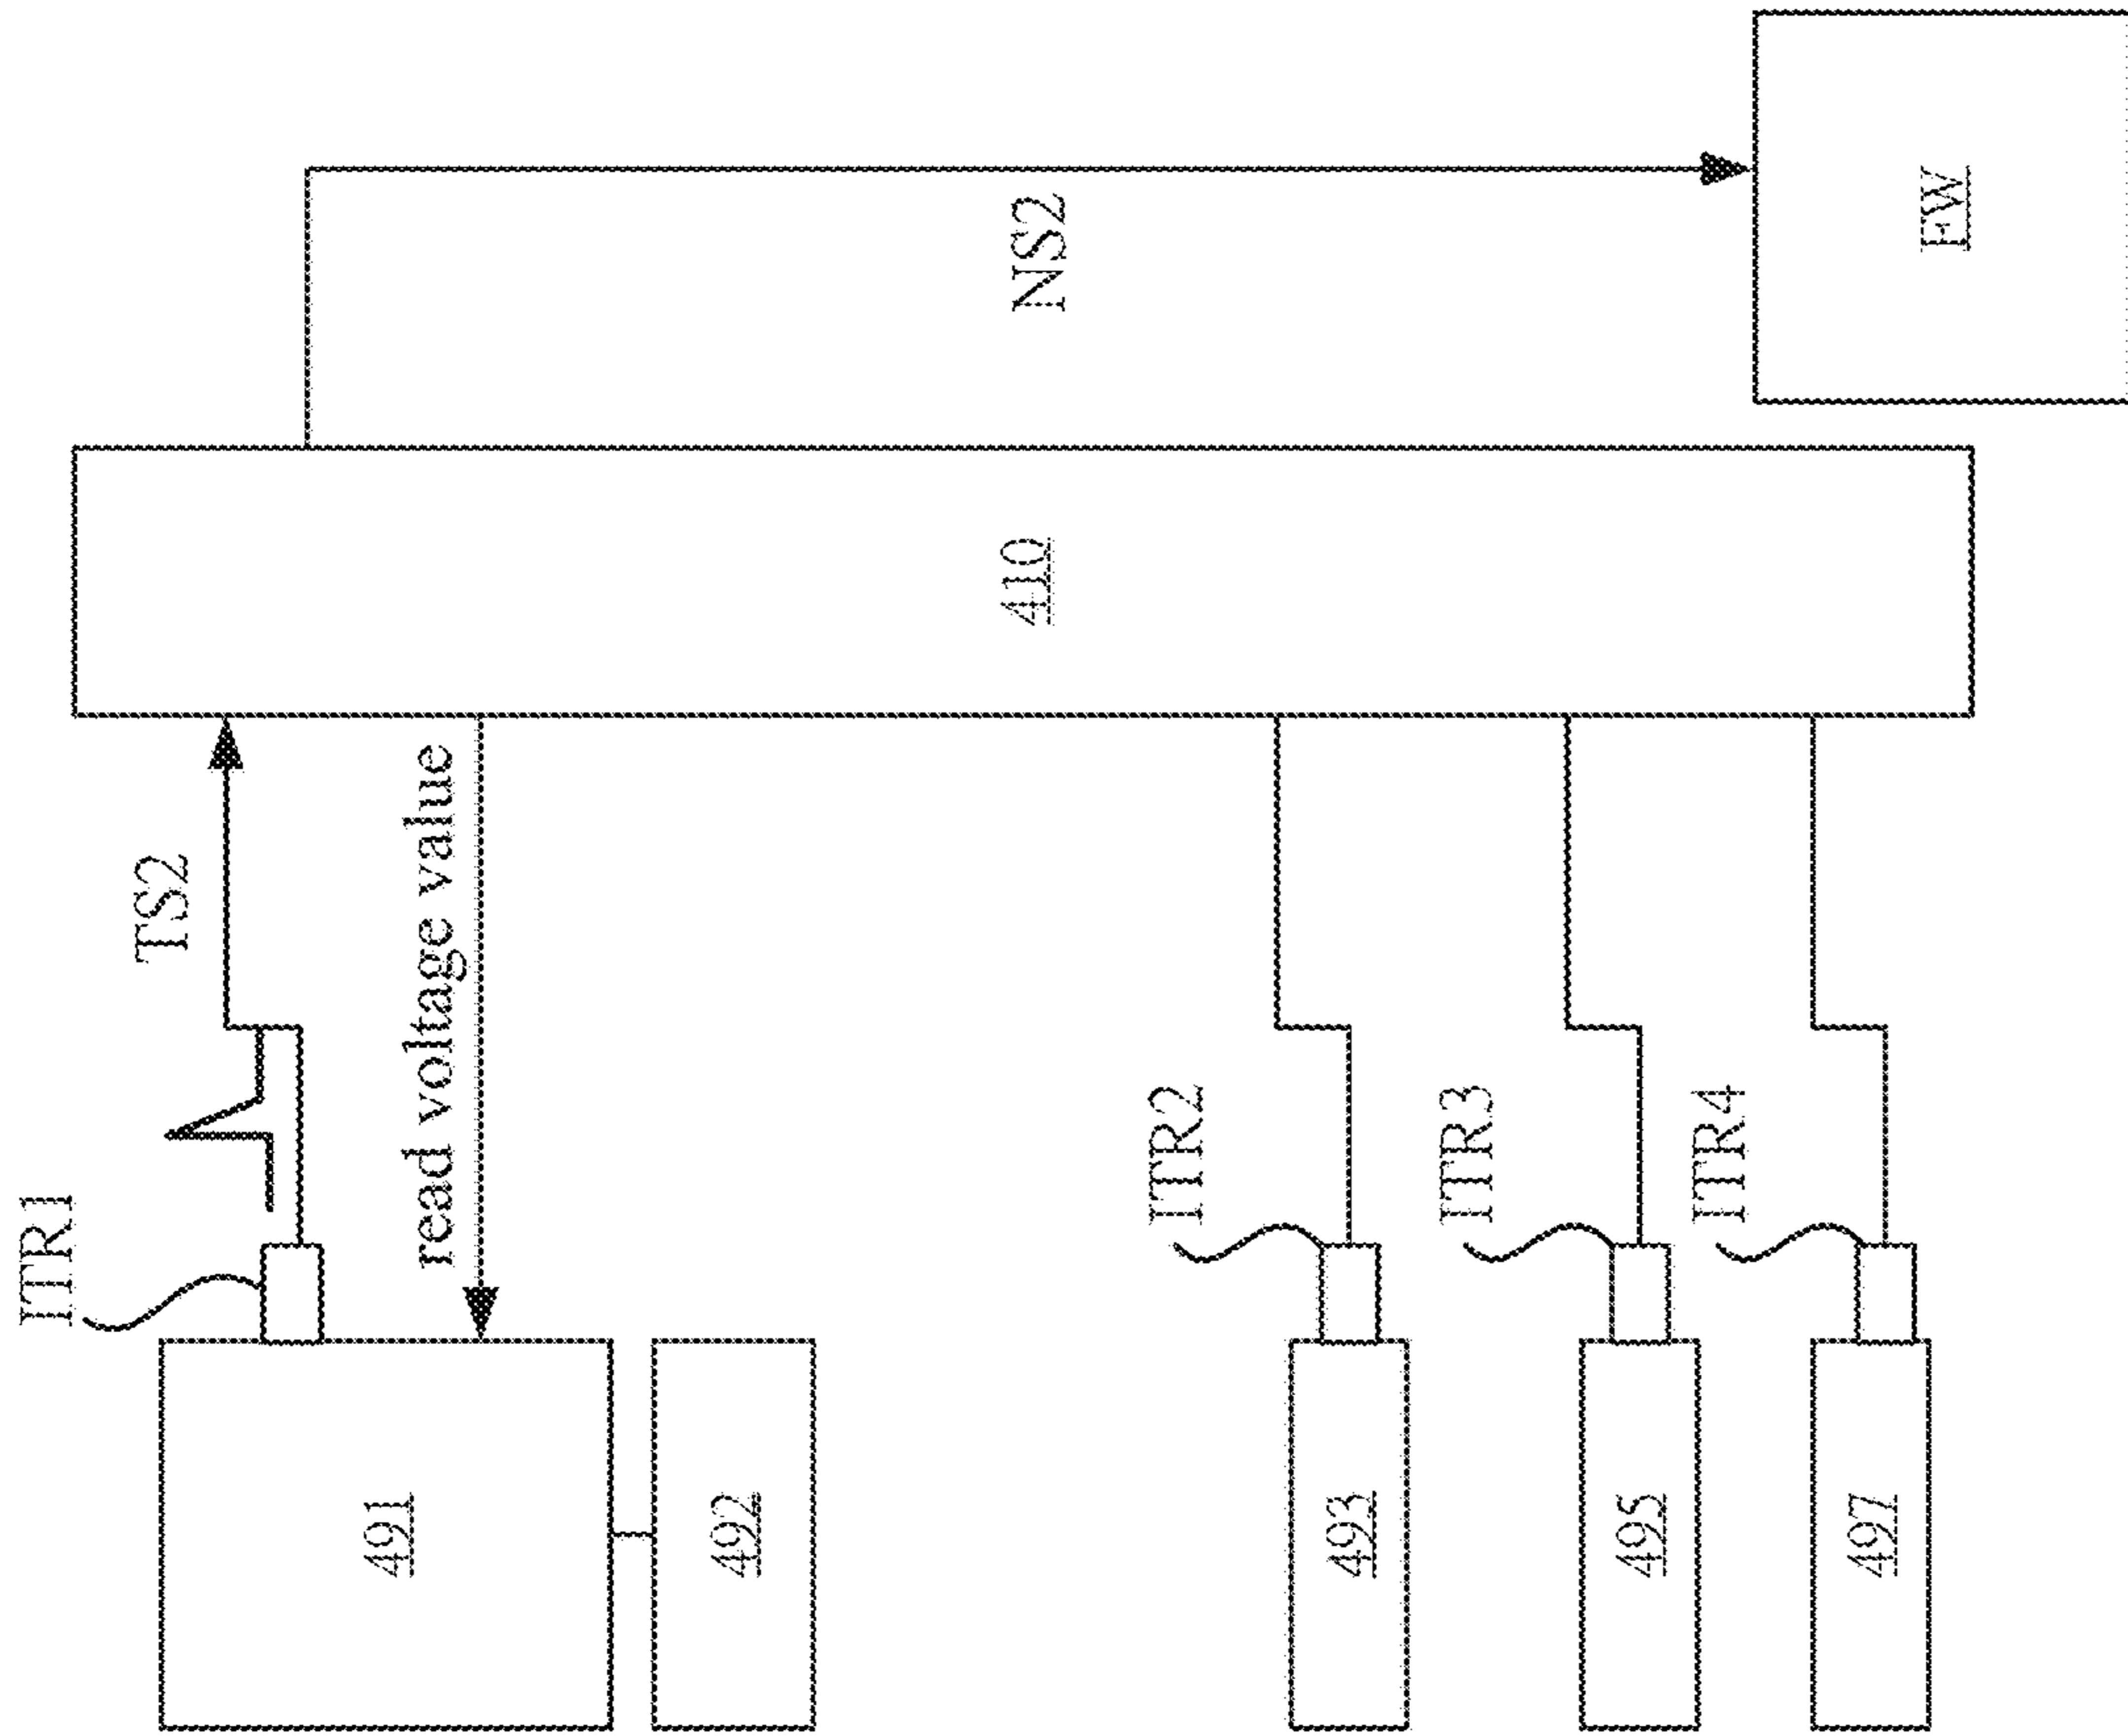 ITR1
TS2
491
read voltage value
492
410
NS2
ITR2
493
ITR3
495
ITR4
497
FW